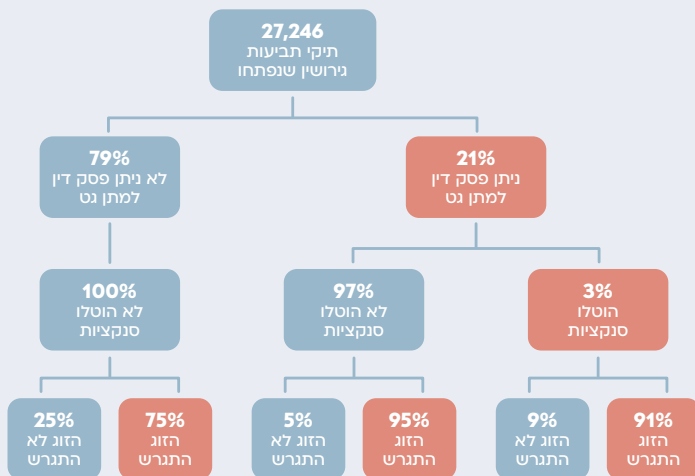 27,246
תיקי תביעות
גירושין שנפתחו
21%
ניתן פסק דין
למתן גט
79%
לא ניתן פסק דין
למתן גט
3%
הוטלו
סנקציות
97%
לא הוטלו
סנקציות
100%
לא הוטלו
סנקציות
91%
הזוג
התגרש
9%
הזוג לא
התגרש
95%
הזוג
התגרש
5%
הזוג לא
התגרש
75%
הזוג
התגרש
25%
הזוג לא
התגרש